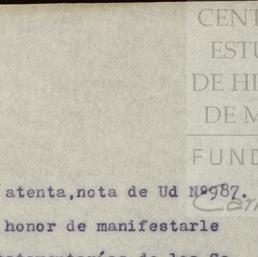 CENT
ESTU
DE HI
DE M
FUND
atenta,nota de Ud Nº987.
honor de manifestarle